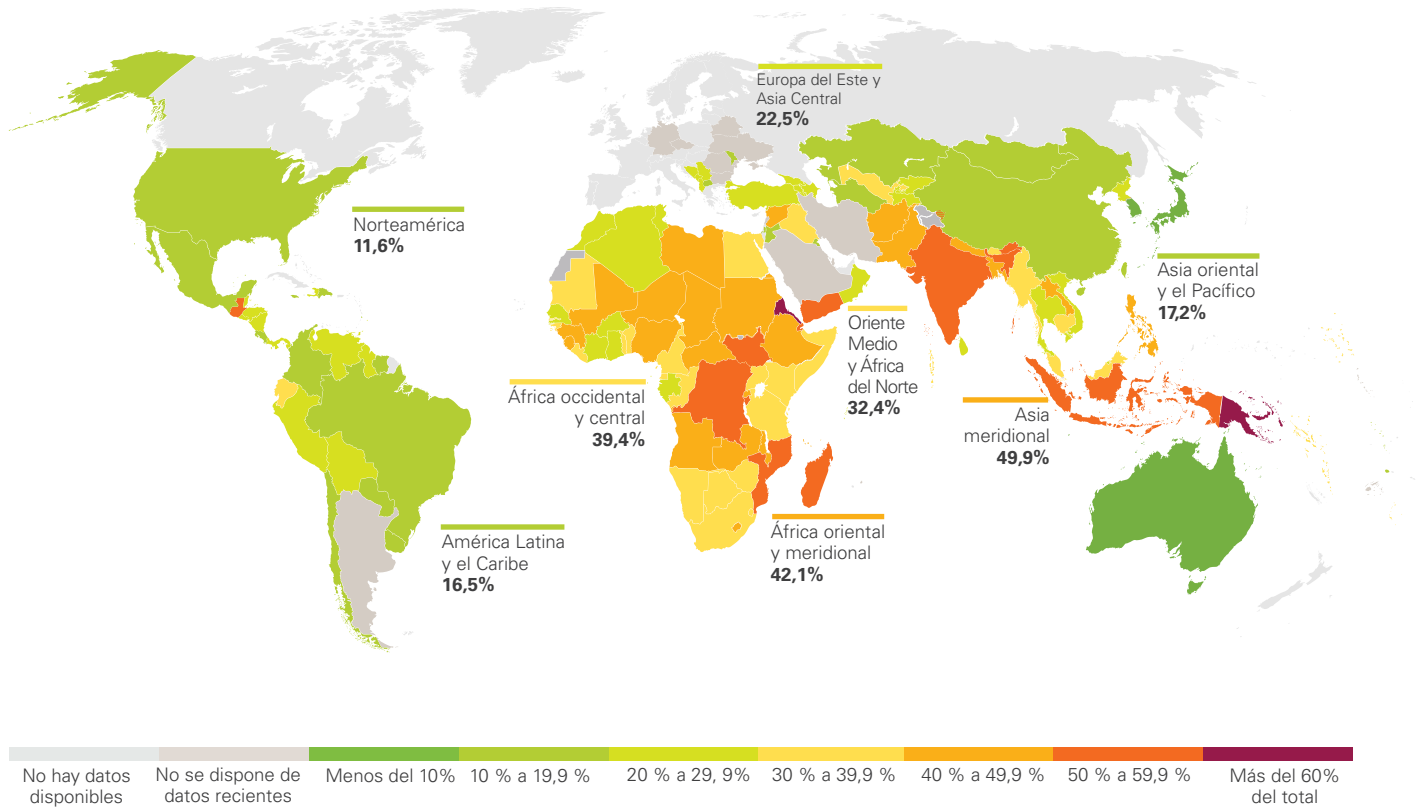 Europa del Este y
Asia Central
22,5%
Norteamérica
11,6%
Asia oriental
y el Pacífico
17,2%
Oriente
Medio
y África
del Norte
32,4%
África occidental
y central
39,4%
Asia
meridional
49,9%
América Latina
y el Caribe
16,5%
África oriental
y meridional
42,1%
No hay datos
disponibles
No se dispone de
datos recientes
Menos del 10%
10 % a 19,9 %
20 % a 29, 9%
30 % a 39,9 %
40 % a 49,9 %
50 % a 59,9 %
Más del 60%
del total